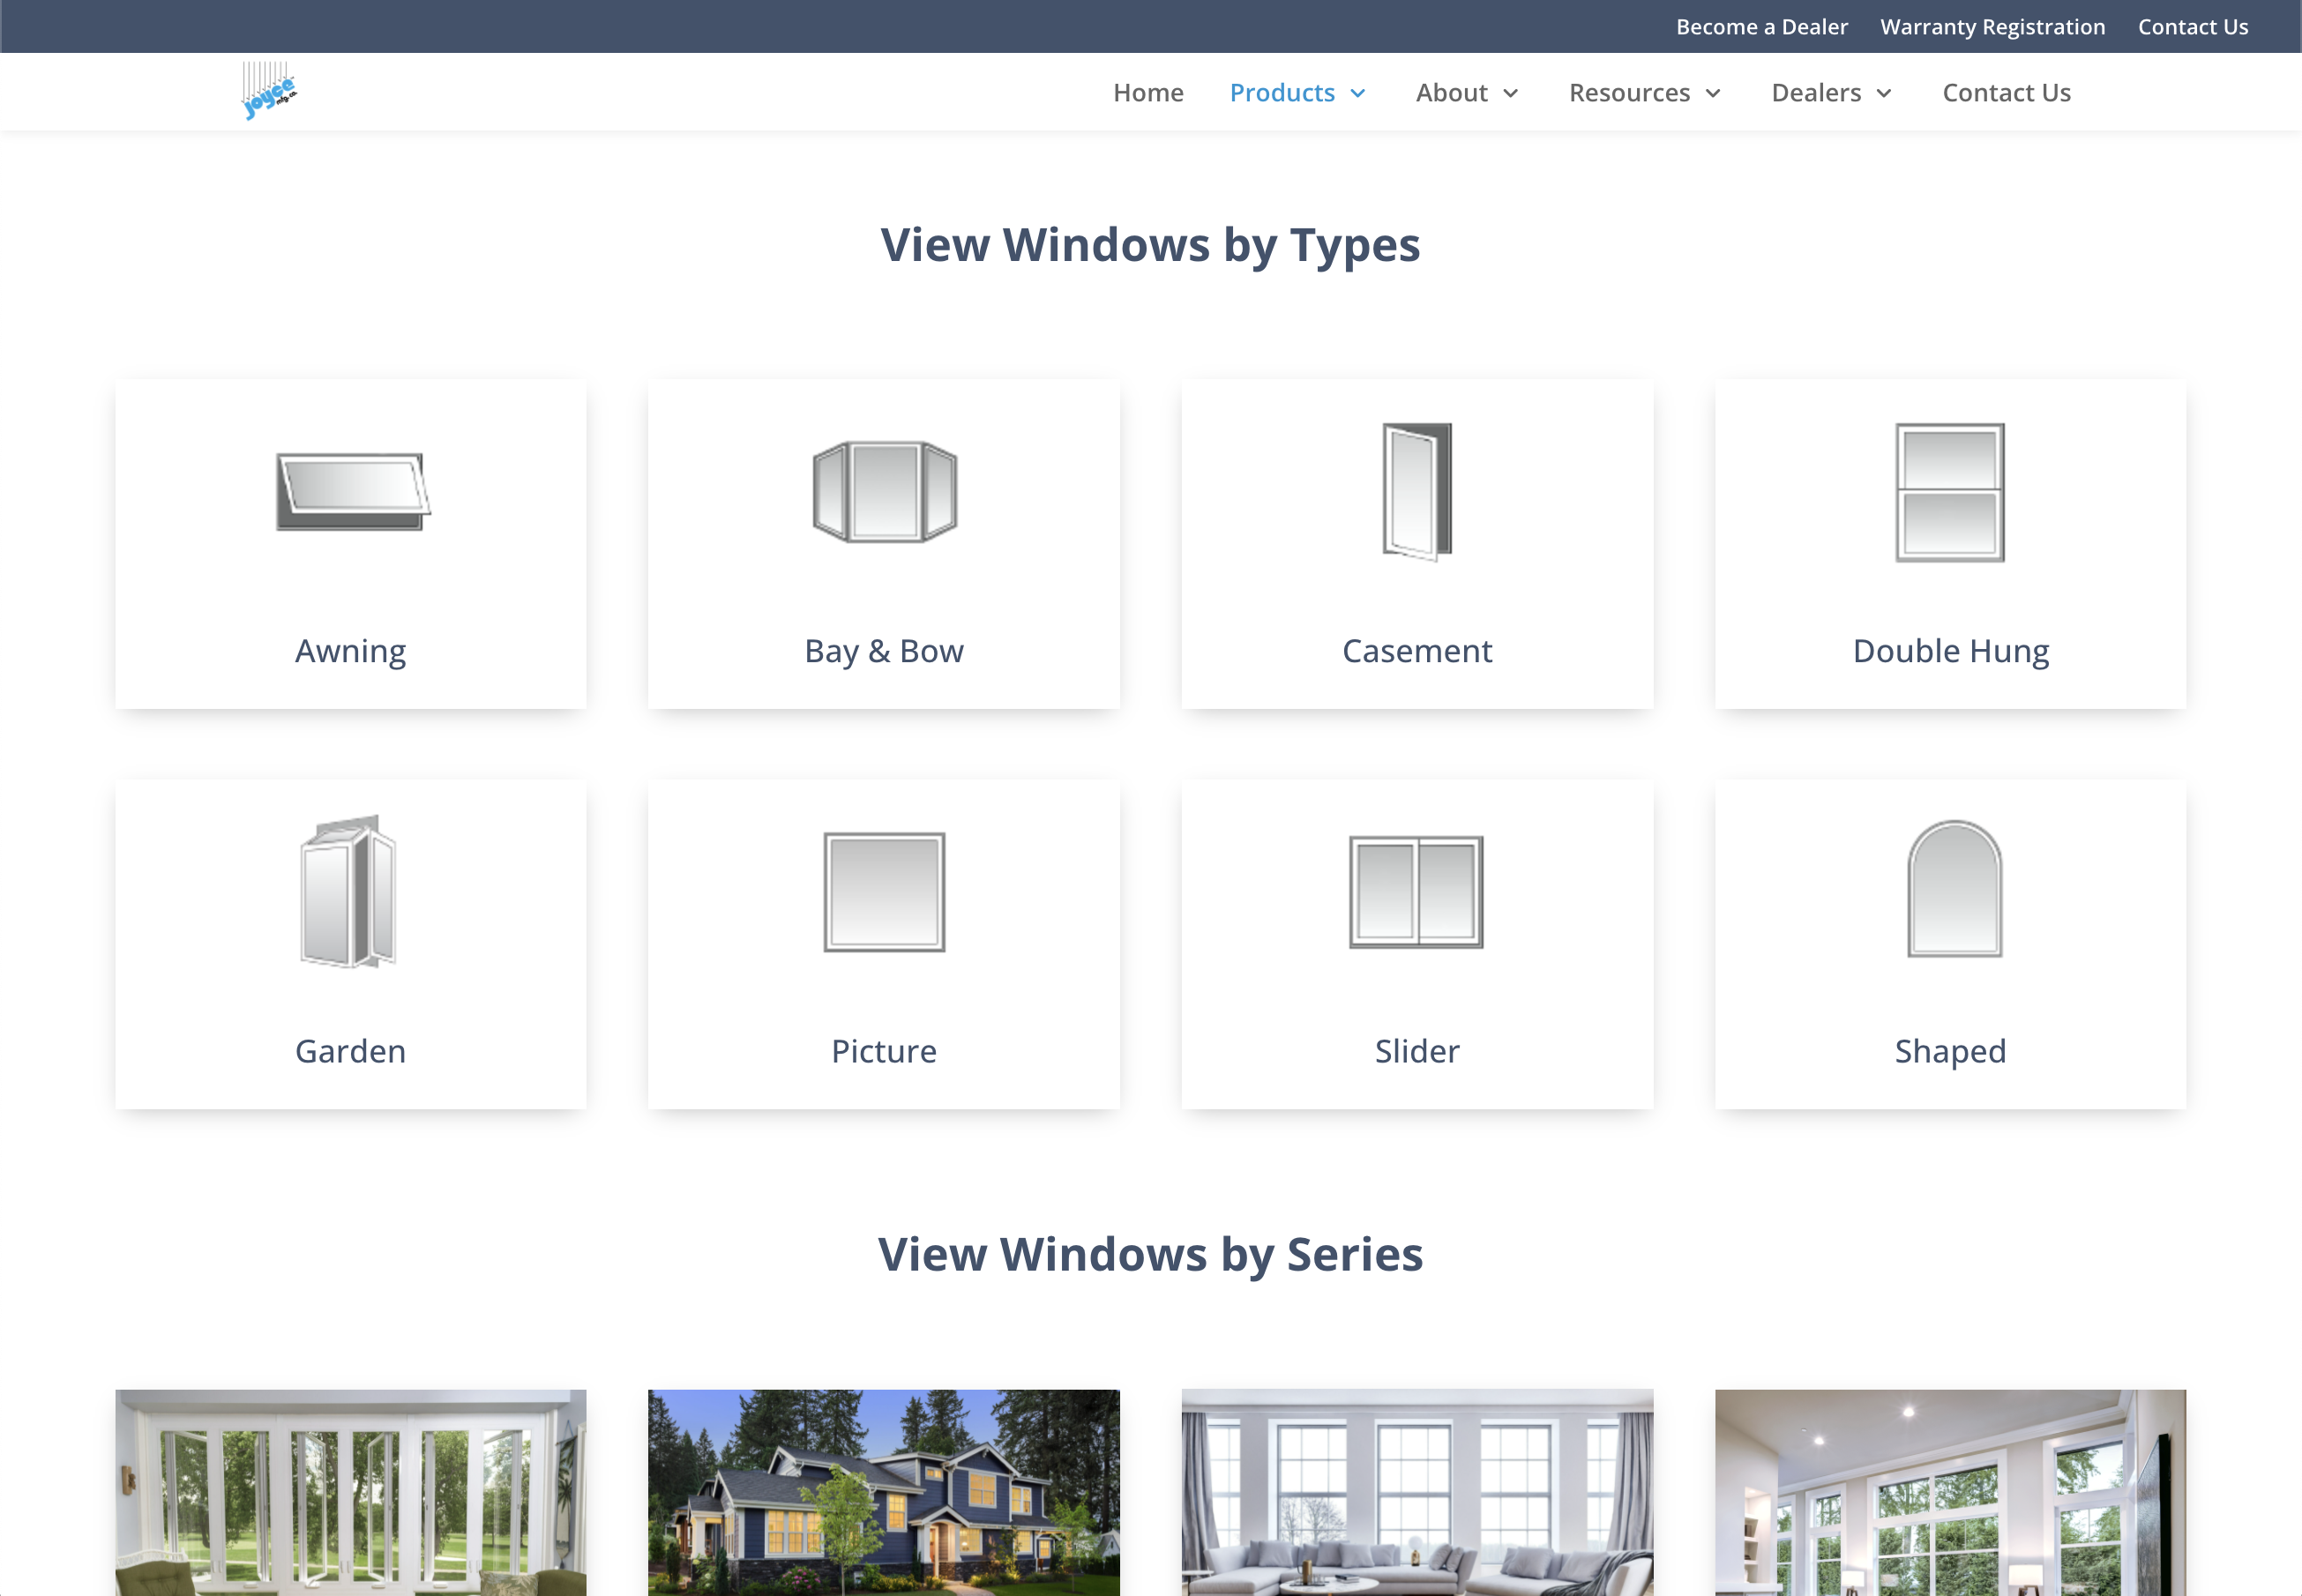 Become a Dealer Warranty Registration Contact Us
joyce
mfg.co.
Home Products About Resources Dealers Contact Us
View Windows by Types
Awning Bay & Bow Casement Double Hung
Garden Picture Slider Shaped
View Windows by Series